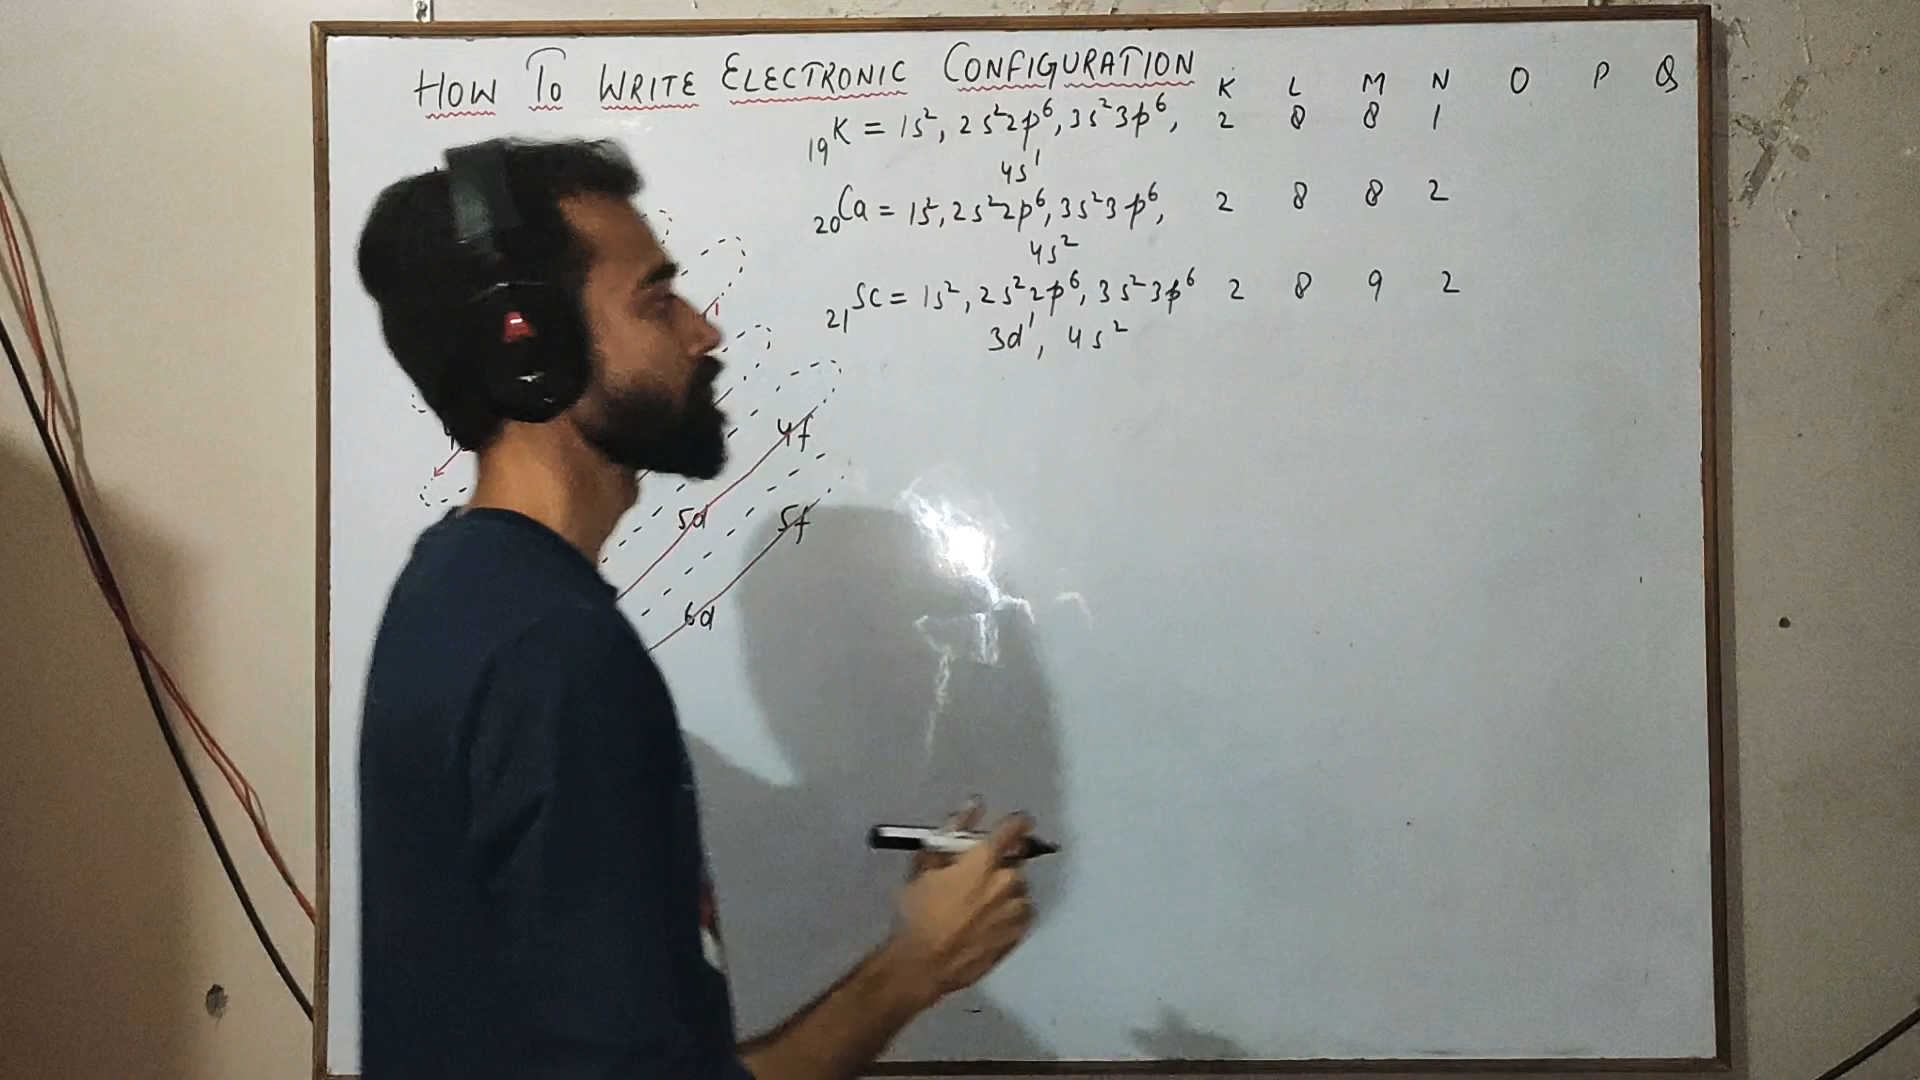 HOW TO WRITE ELECTRONIC CONFIGURATION
K L M N O P Q
₁₉K = 1s², 2s²2p⁶, 3s²3p⁶, 2 8 8 1
4s¹
₂₀Ca = 1s², 2s²2p⁶, 3s²3p⁶, 2 8 8 2
4s²
₂₁Sc = 1s², 2s²2p⁶, 3s²3p⁶ 2 8 9 2
3d¹, 4s²
4f
5d 5f
6d